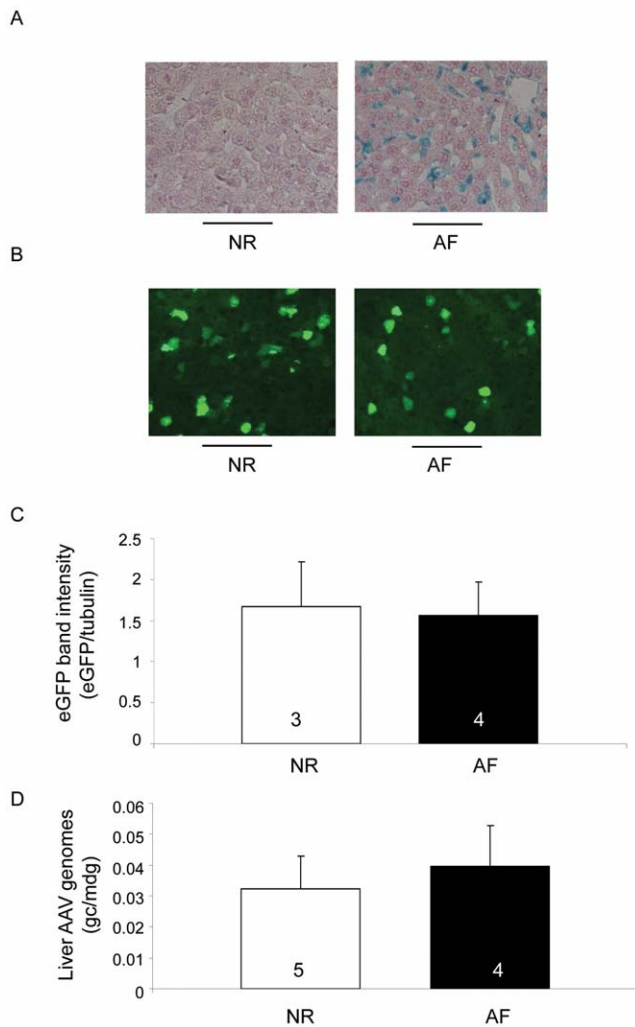 A
NR AF
B
NR AF
C
eGFP band intensity
(eGFP/tubulin)
2.5
2
1.5
1
0.5
0
3 4
NR AF
D
Liver AAV genomes
(gc/mdg)
0.06
0.05
0.04
0.03
0.02
0.01
0
5 4
NR AF